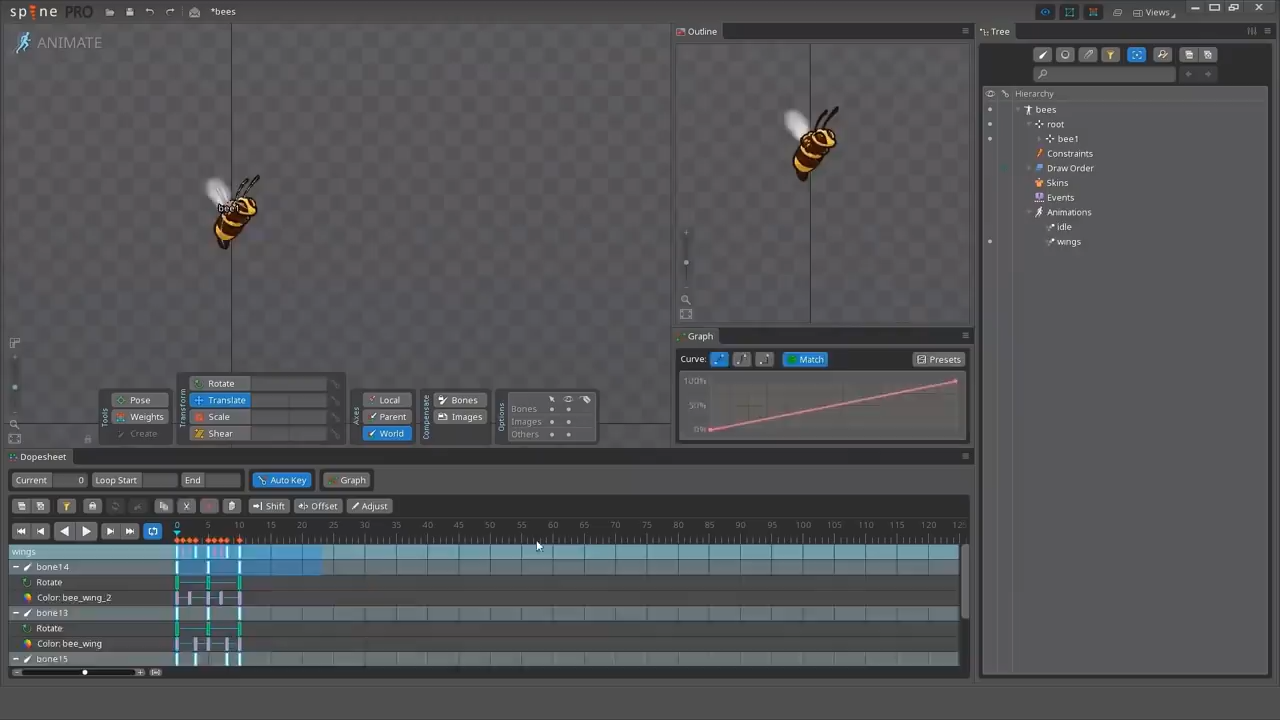 spine PRO
*bees
Views
ANIMATE
Outline
Tree
Hierarchy
bees
root
bee1
Constraints
Draw Order
Skins
Events
Animations
idle
wings
bee1
Graph
Curve:
Match
Presets
100%
50%
0%
Tools
Pose
Weights
Create
Transform
Rotate
Translate
Scale
Shear
Axes
Local
Parent
World
Compensate
Bones
Images
Options
Bones
Images
Others
Dopesheet
Current 0 Loop Start End Auto Key Graph
Shift Offset Adjust
0 5 10 15 20 25 30 35 40 45 50 55 60 65 70 75 80 85 90 95 100 105 110 115 120 125
wings
bone14
Rotate
Color: bee_wing_2
bone13
Rotate
Color: bee_wing
bone15